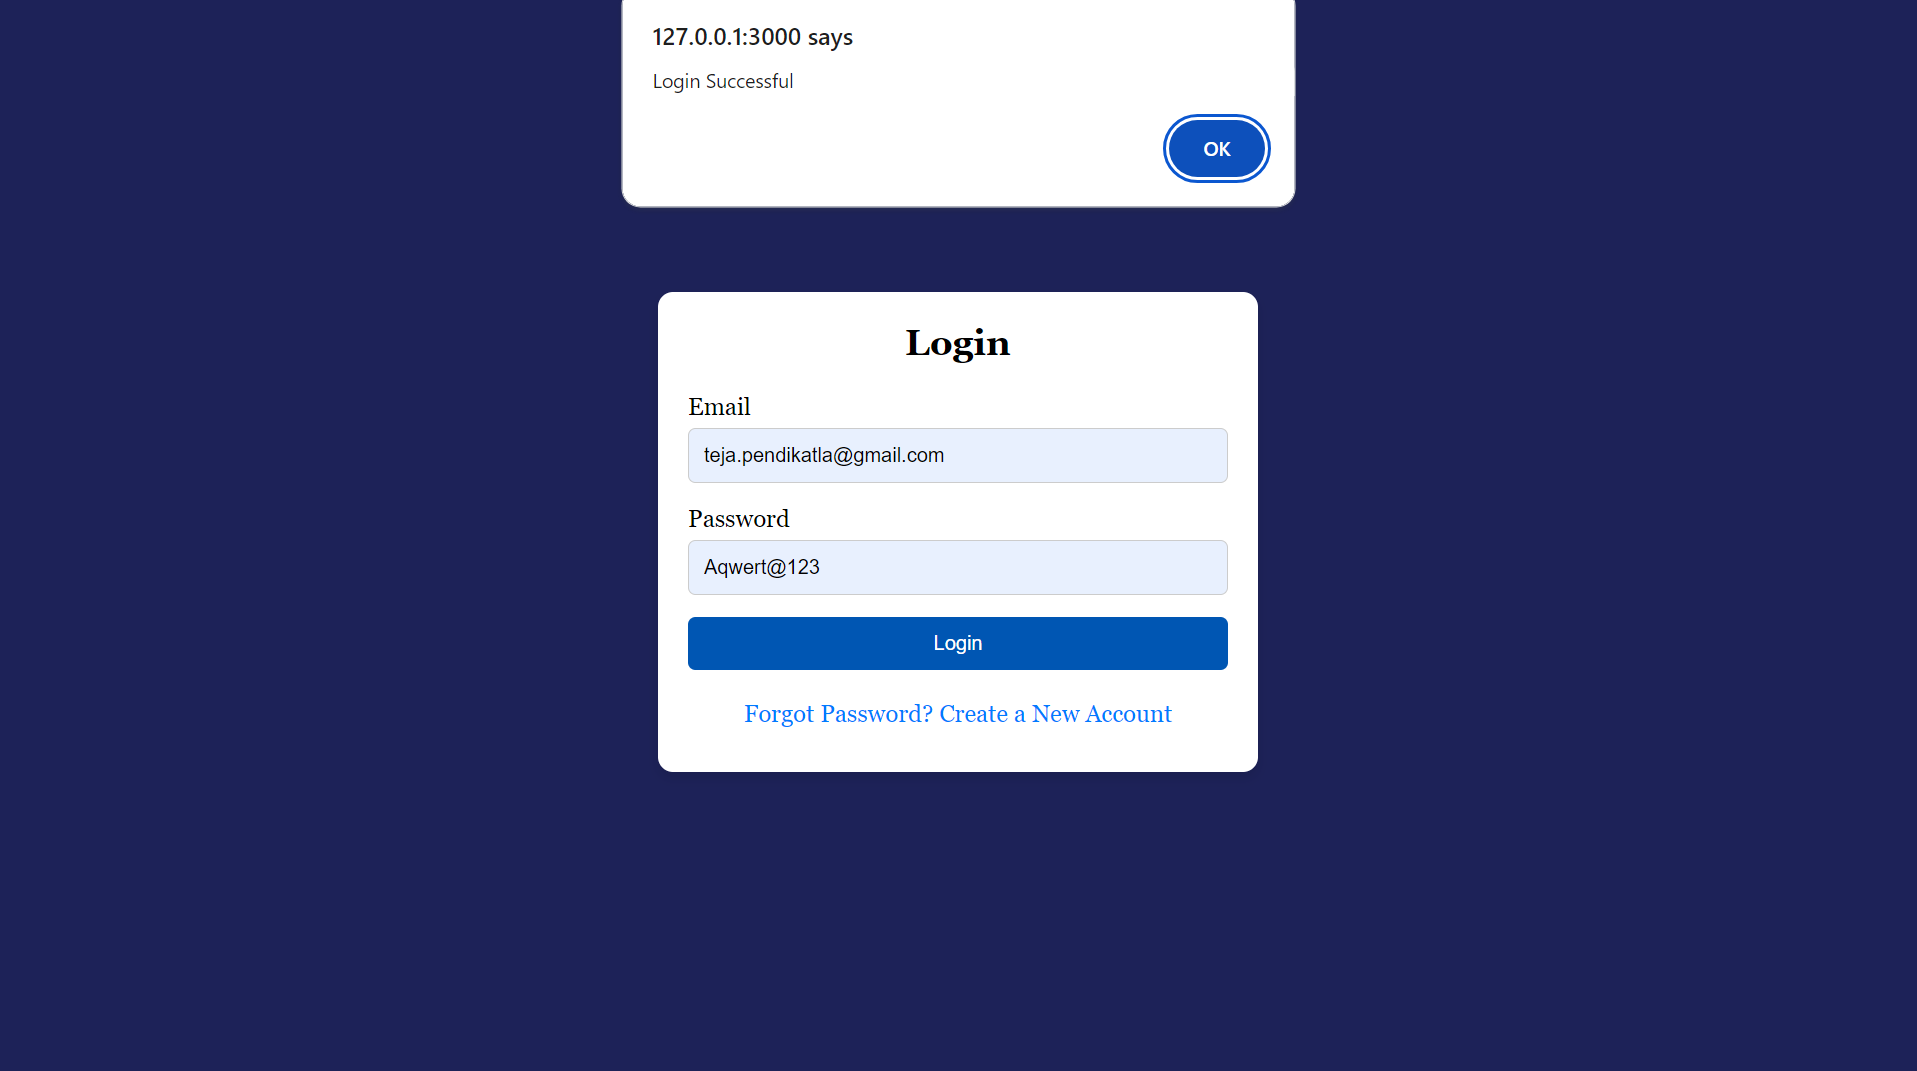 127.0.0.1:3000 says
Login Successful
OK
Login
Email
teja.pendikatla@gmail.com
Password
Aqwert@123
Login
Forgot Password? Create a New Account